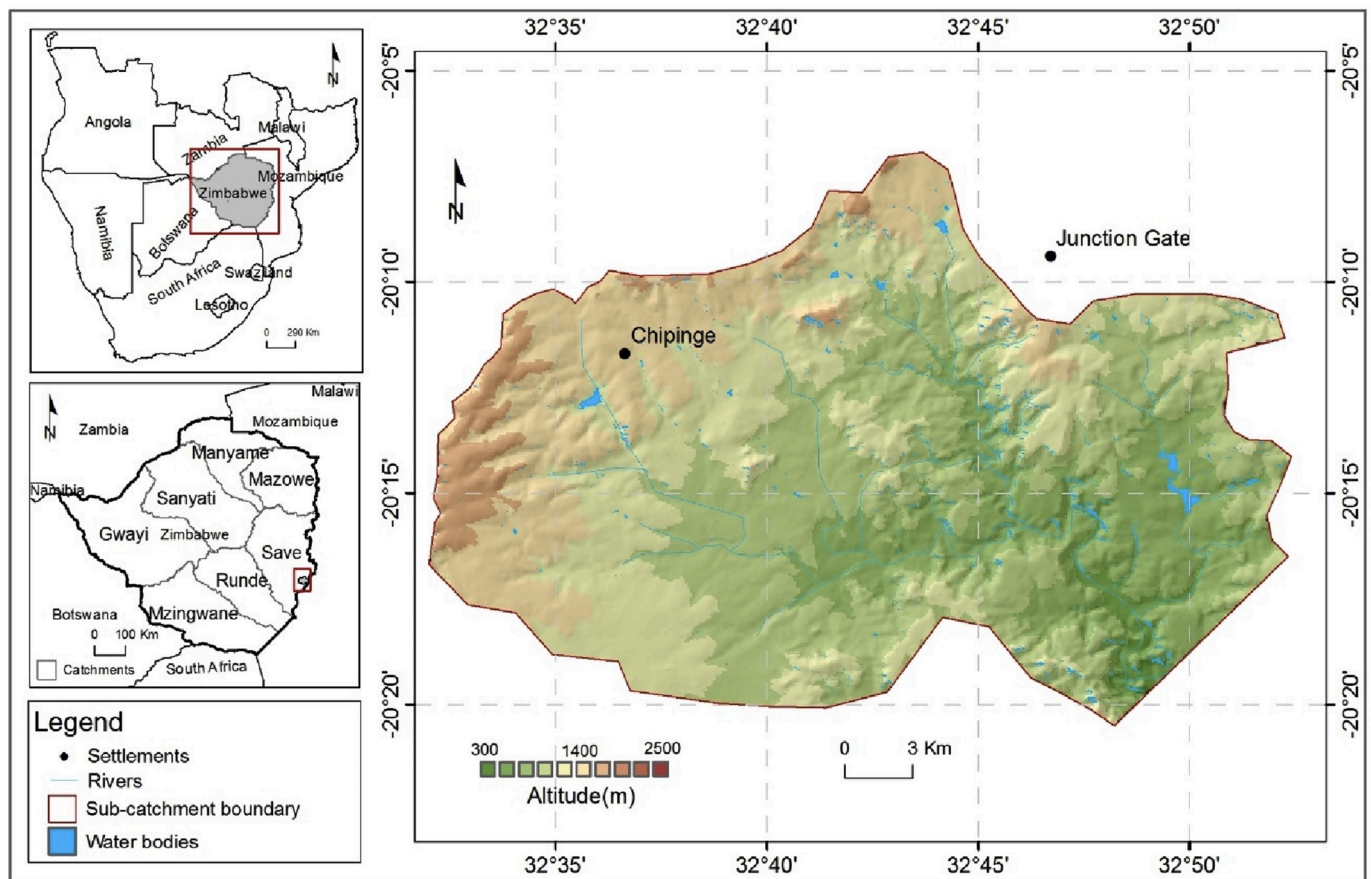 Angola
Zambia
Malawi
Mozambique
Zimbabwe
Namibia
Botswana
South Africa
Swaziland
Lesotho
N
0 290 Km
Malawi
Mozambique
Zambia
N
Namibia
Manyame
Mazowe
Sanyati
Gwayi
Zimbabwe
Save
Runde
Mzingwane
Botswana
0 100 Km
Catchments
South Africa
Legend
Settlements
Rivers
Sub-catchment boundary
Water bodies
32°35' 32°40' 32°45' 32°50'
-20°5' -20°5'
N
Junction Gate
-20°10' -20°10'
Chipinge
-20°15' -20°15'
-20°20' -20°20'
300 1400 2500
Altitude(m)
0 3 Km
32°35' 32°40' 32°45' 32°50'